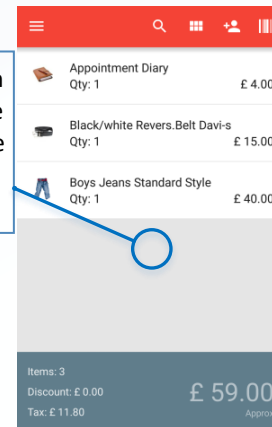 Appointment Diary
Qty: 1
£ 4.00
Black/white Revers.Belt Davi-s
Qty: 1
£ 15.00
Boys Jeans Standard Style
Qty: 1
£ 40.00
Items: 3
Discount: £ 0.00
Tax: £ 11.80
£ 59.00